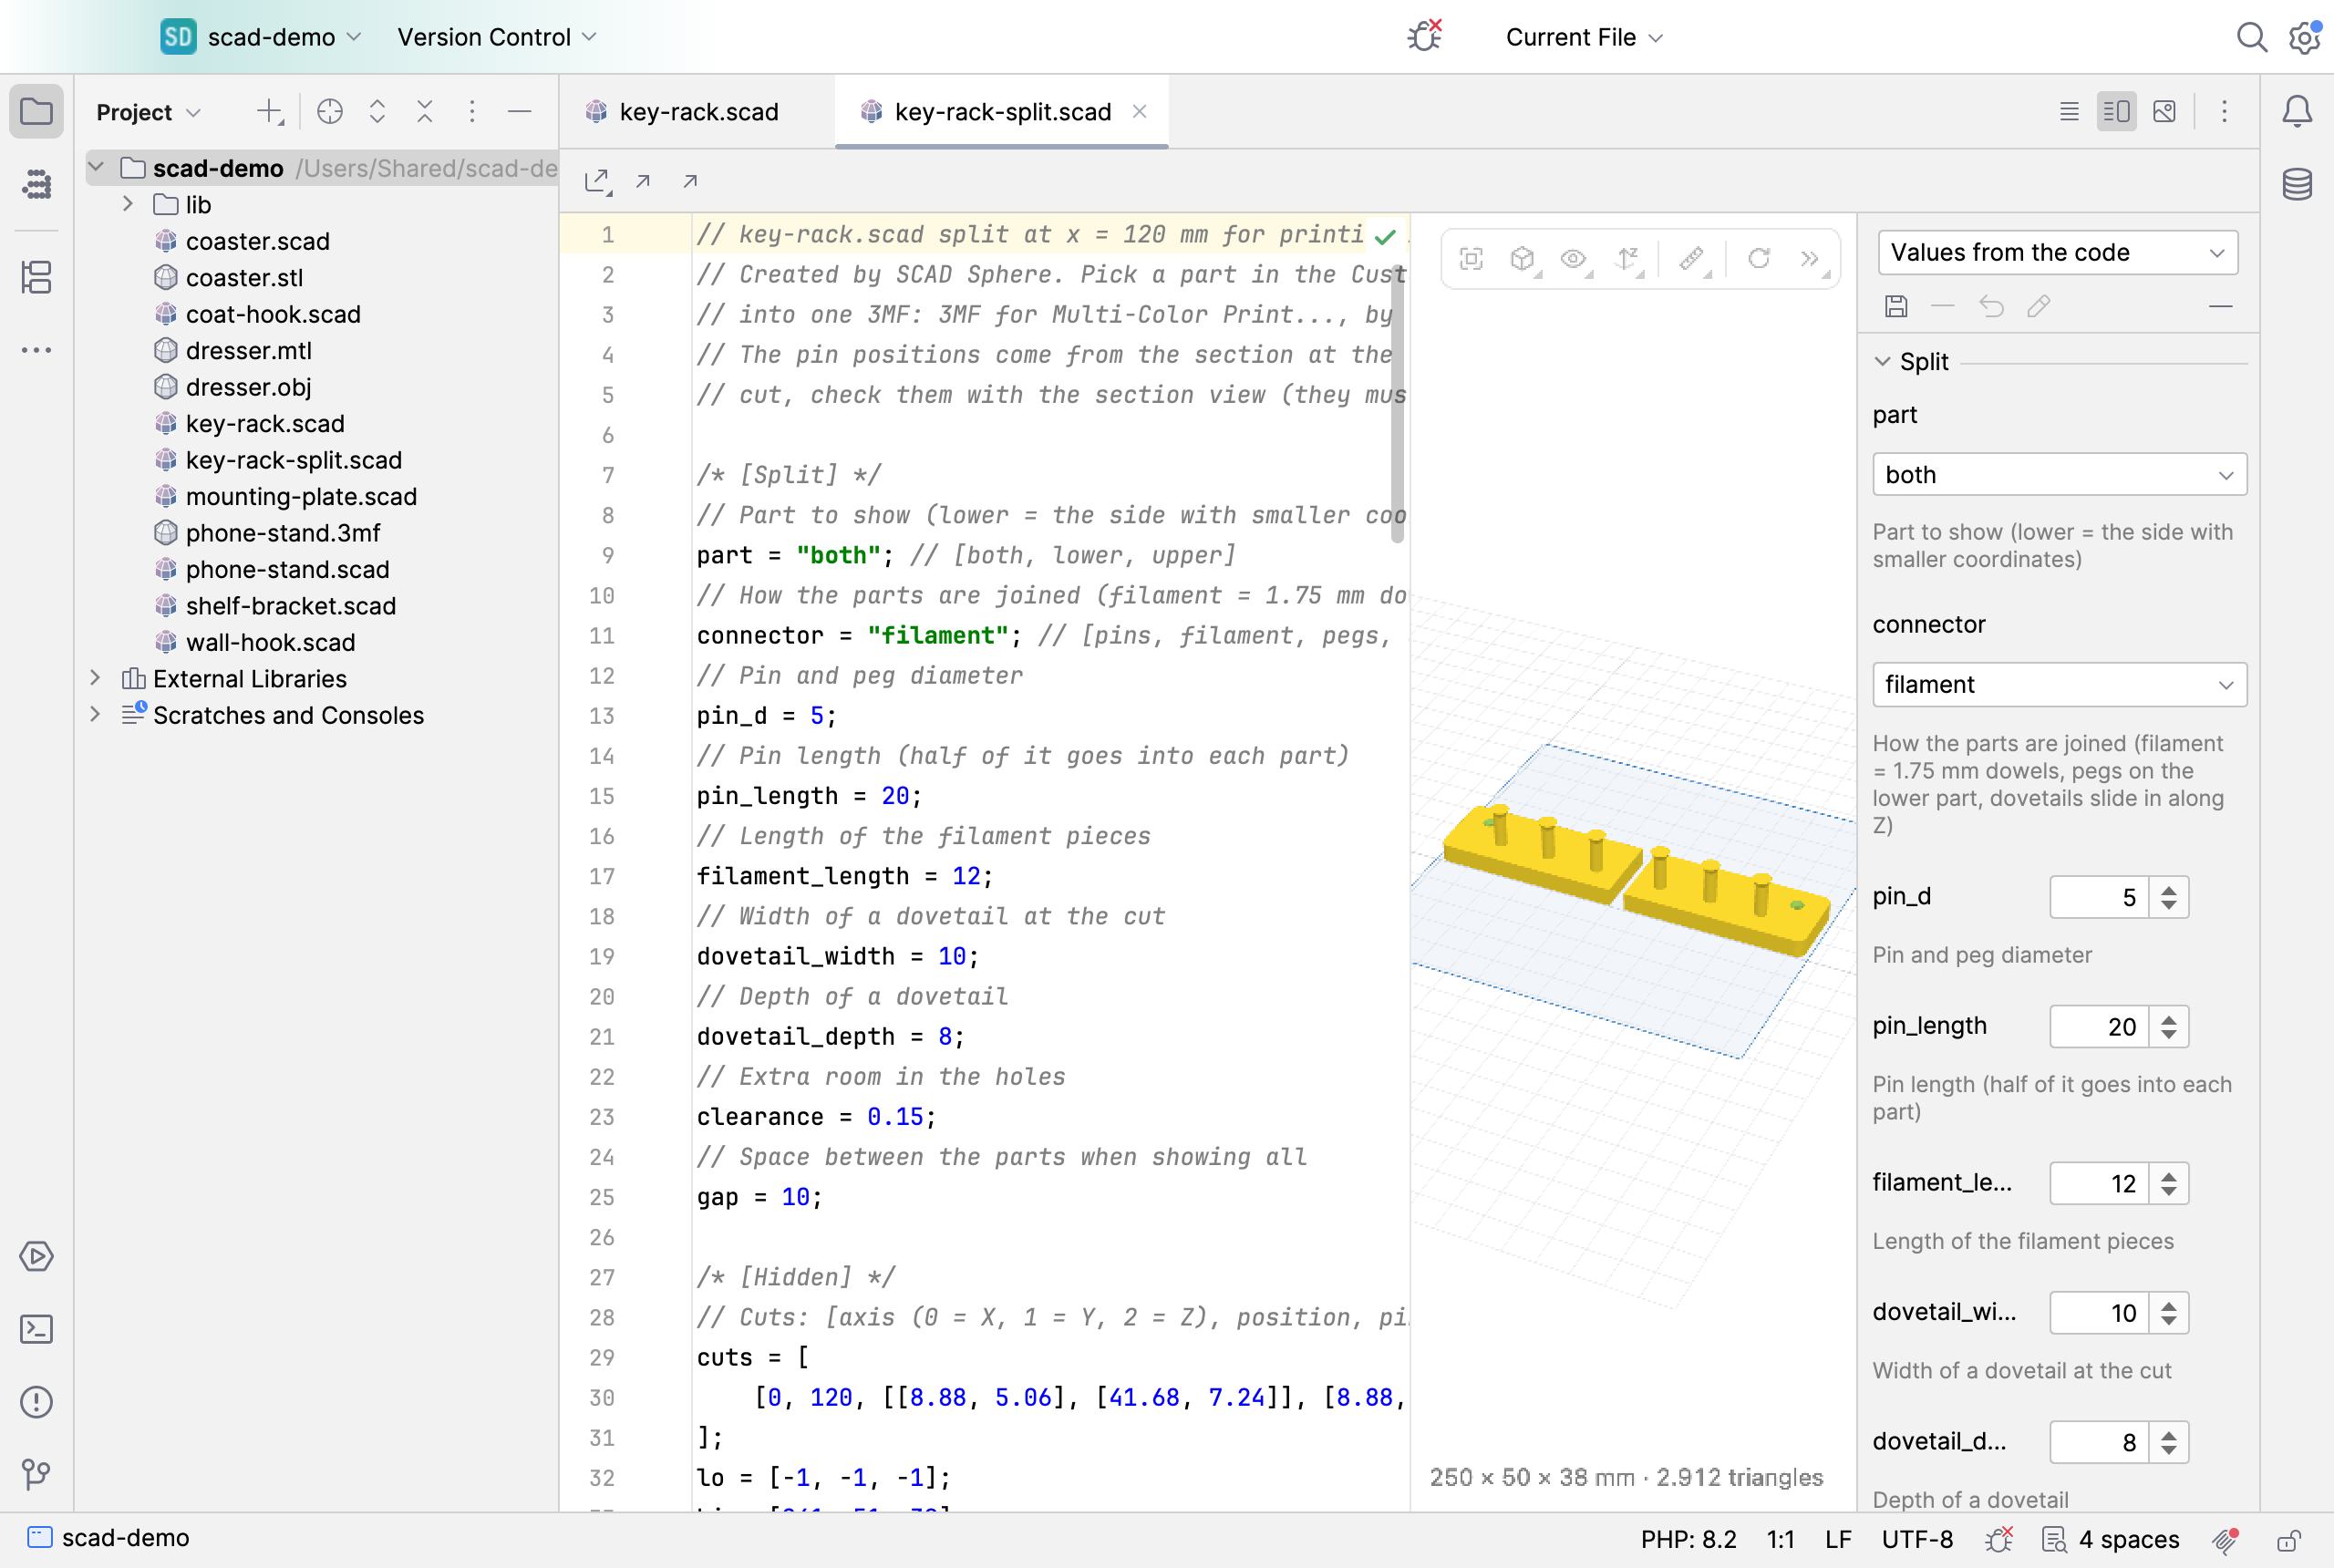 SD scad-demo Version Control Current File
Project
key-rack.scad key-rack-split.scad
scad-demo /Users/Shared/scad-de
lib
coaster.scad
coaster.stl
coat-hook.scad
dresser.mtl
dresser.obj
key-rack.scad
key-rack-split.scad
mounting-plate.scad
phone-stand.3mf
phone-stand.scad
shelf-bracket.scad
wall-hook.scad
External Libraries
Scratches and Consoles
1 // key-rack.scad split at x = 120 mm for printi
2 // Created by SCAD Sphere. Pick a part in the Cust
3 // into one 3MF: 3MF for Multi-Color Print..., by
4 // The pin positions come from the section at the
5 // cut, check them with the section view (they mus
6
7 /* [Split] */
8 // Part to show (lower = the side with smaller coo
9 part = "both"; // [both, lower, upper]
10 // How the parts are joined (filament = 1.75 mm do
11 connector = "filament"; // [pins, filament, pegs,
12 // Pin and peg diameter
13 pin_d = 5;
14 // Pin length (half of it goes into each part)
15 pin_length = 20;
16 // Length of the filament pieces
17 filament_length = 12;
18 // Width of a dovetail at the cut
19 dovetail_width = 10;
20 // Depth of a dovetail
21 dovetail_depth = 8;
22 // Extra room in the holes
23 clearance = 0.15;
24 // Space between the parts when showing all
25 gap = 10;
26
27 /* [Hidden] */
28 // Cuts: [axis (0 = X, 1 = Y, 2 = Z), position, pi
29 cuts = [
30 [0, 120, [[8.88, 5.06], [41.68, 7.24]], [8.88,
31 ];
32 lo = [-1, -1, -1];
250 × 50 × 38 mm · 2.912 triangles
Values from the code
Split
part
both
Part to show (lower = the side with
smaller coordinates)
connector
filament
How the parts are joined (filament
= 1.75 mm dowels, pegs on the
lower part, dovetails slide in along
Z)
pin_d 5
Pin and peg diameter
pin_length 20
Pin length (half of it goes into each
part)
filament_le... 12
Length of the filament pieces
dovetail_wi... 10
Width of a dovetail at the cut
dovetail_d... 8
Depth of a dovetail
scad-demo PHP: 8.2 1:1 LF UTF-8 4 spaces